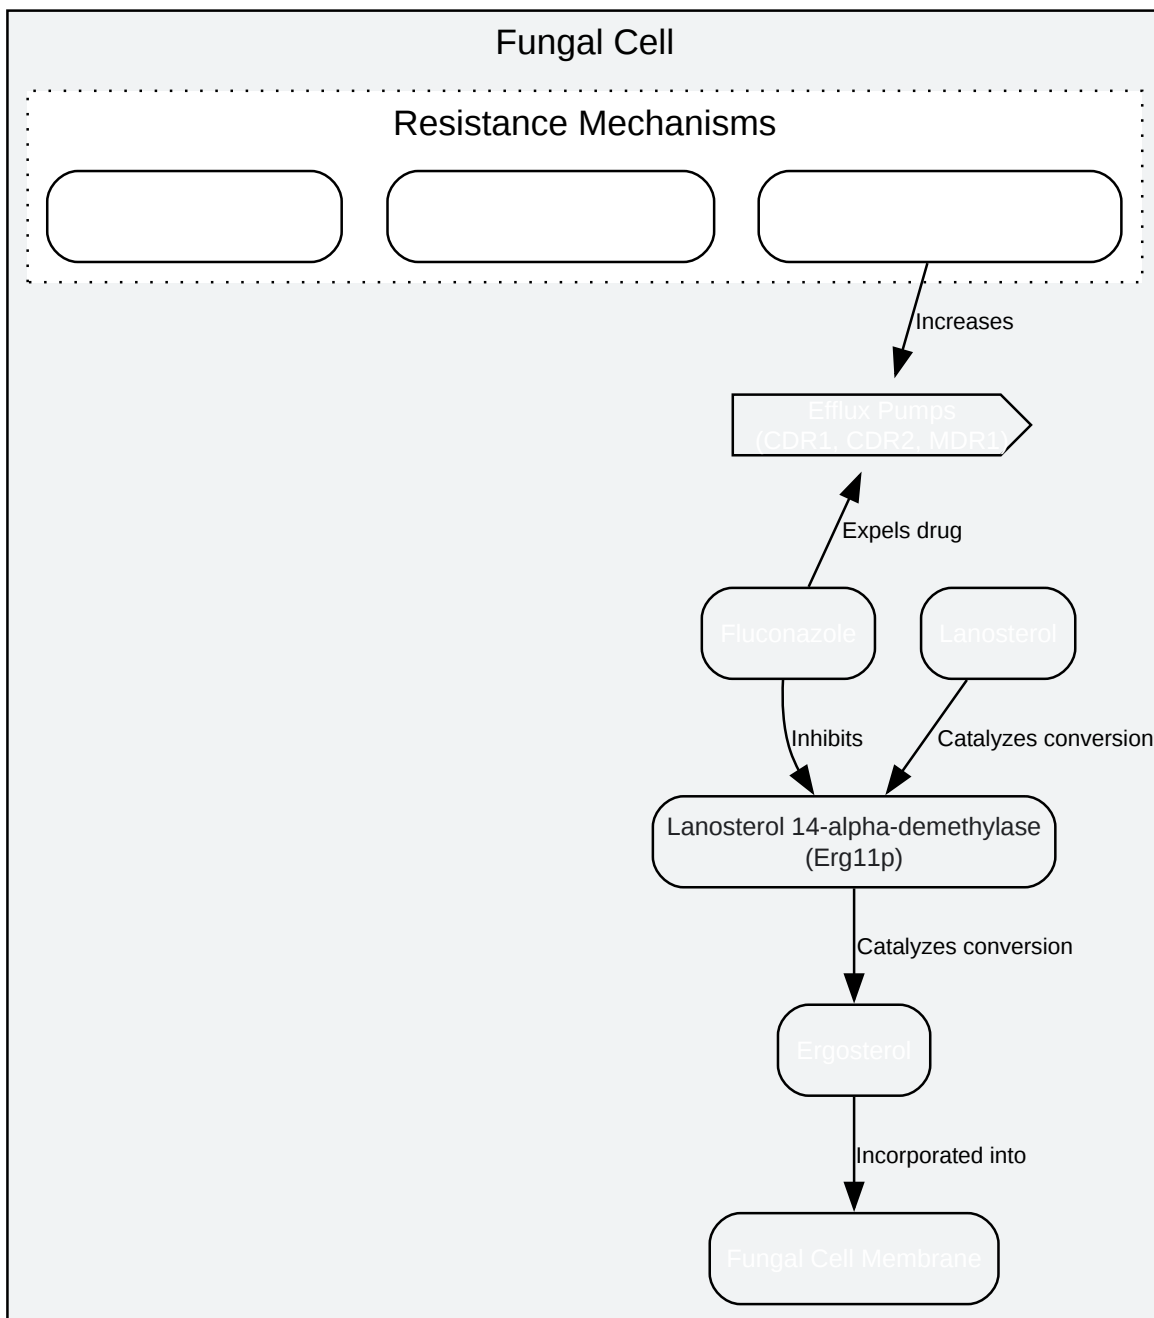 Fungal Cell
Resistance Mechanisms
Increases
Efflux Pumps
(CDR1, CDR2, MDR1)
Expels drug
Fluconazole
Lanosterol
Inhibits
Catalyzes conversion
Lanosterol 14-alpha-demethylase
(Erg11p)
Catalyzes conversion
Ergosterol
Incorporated into
Fungal Cell Membrane